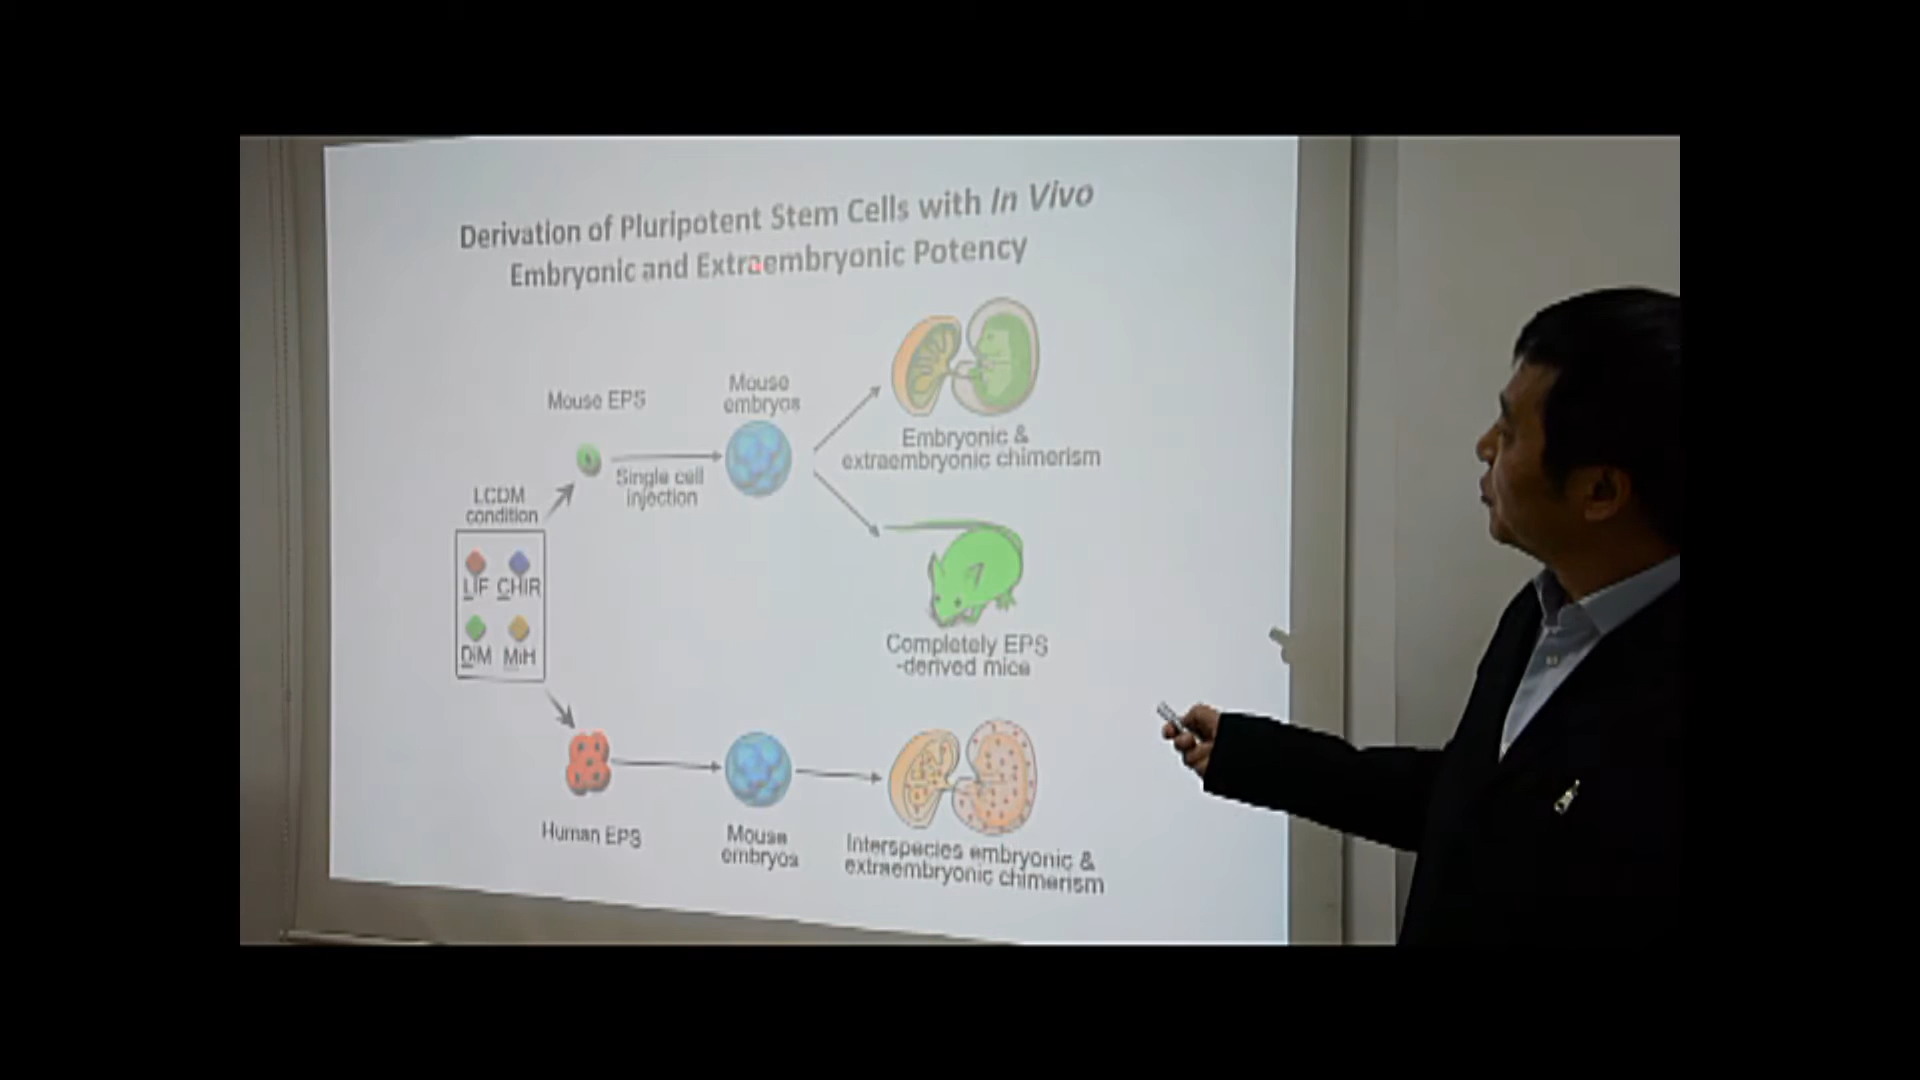 Derivation of Pluripotent Stem Cells with In Vivo
Embryonic and Extraembryonic Potency
Mouse EPS
Mouse
embryos
Single cell
injection
Embryonic &
extraembryonic chimerism
LCDM
condition
LIF CHIR
DiM MiH
Completely EPS
-derived mice
Human EPS
Mouse
embryos
Interspecies embryonic &
extraembryonic chimerism